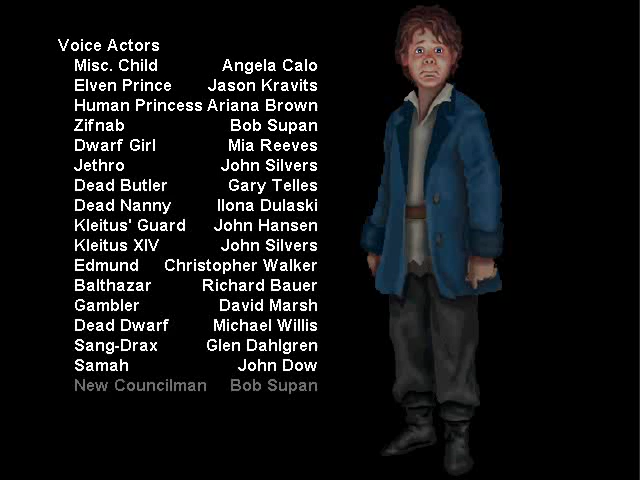 Voice Actors
Misc. Child Angela Calo
Elven Prince Jason Kravits
Human Princess Ariana Brown
Zifnab Bob Supan
Dwarf Girl Mia Reeves
Jethro John Silvers
Dead Butler Gary Telles
Dead Nanny Ilona Dulaski
Kleitus' Guard John Hansen
Kleitus XIV John Silvers
Edmund Christopher Walker
Balthazar Richard Bauer
Gambler David Marsh
Dead Dwarf Michael Willis
Sang-Drax Glen Dahlgren
Samah John Dow
New Councilman Bob Supan